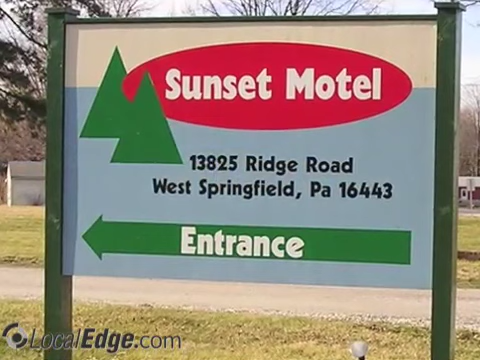 Sunset Motel
13825 Ridge Road
West Springfield, Pa 16443
Entrance
LocalEdge.com